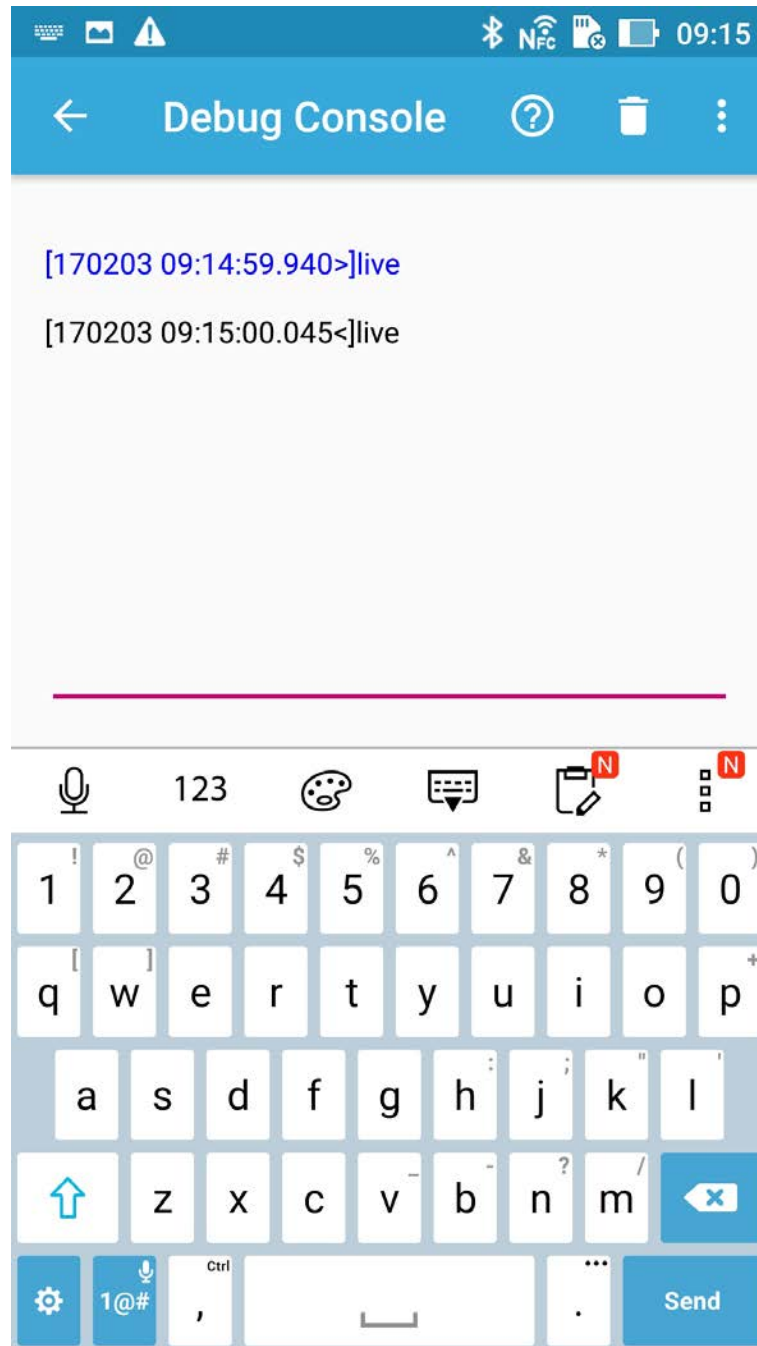 NFC 09:15
Debug Console
[170203 09:14:59.940>]live
[170203 09:15:00.045<]live
123 N N
! @ # $ % ^ & * ( )
1 2 3 4 5 6 7 8 9 0
[ ] +
q w e r t y u i o p
: ; " '
a s d f g h j k l
_ - ? /
z x c v b n m
Ctrl
1@# , . Send